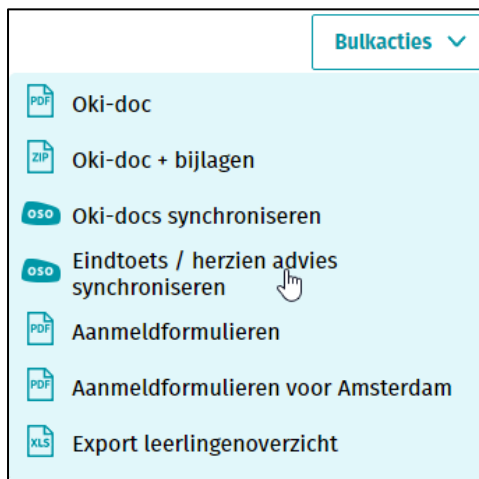 Bulkacties
PDF Oki-doc
ZIP Oki-doc + bijlagen
oso Oki-docs synchroniseren
oso Eindtoets / herzien advies
synchroniseren
PDF Aanmeldformulieren
PDF Aanmeldformulieren voor Amsterdam
XLS Export leerlingenoverzicht